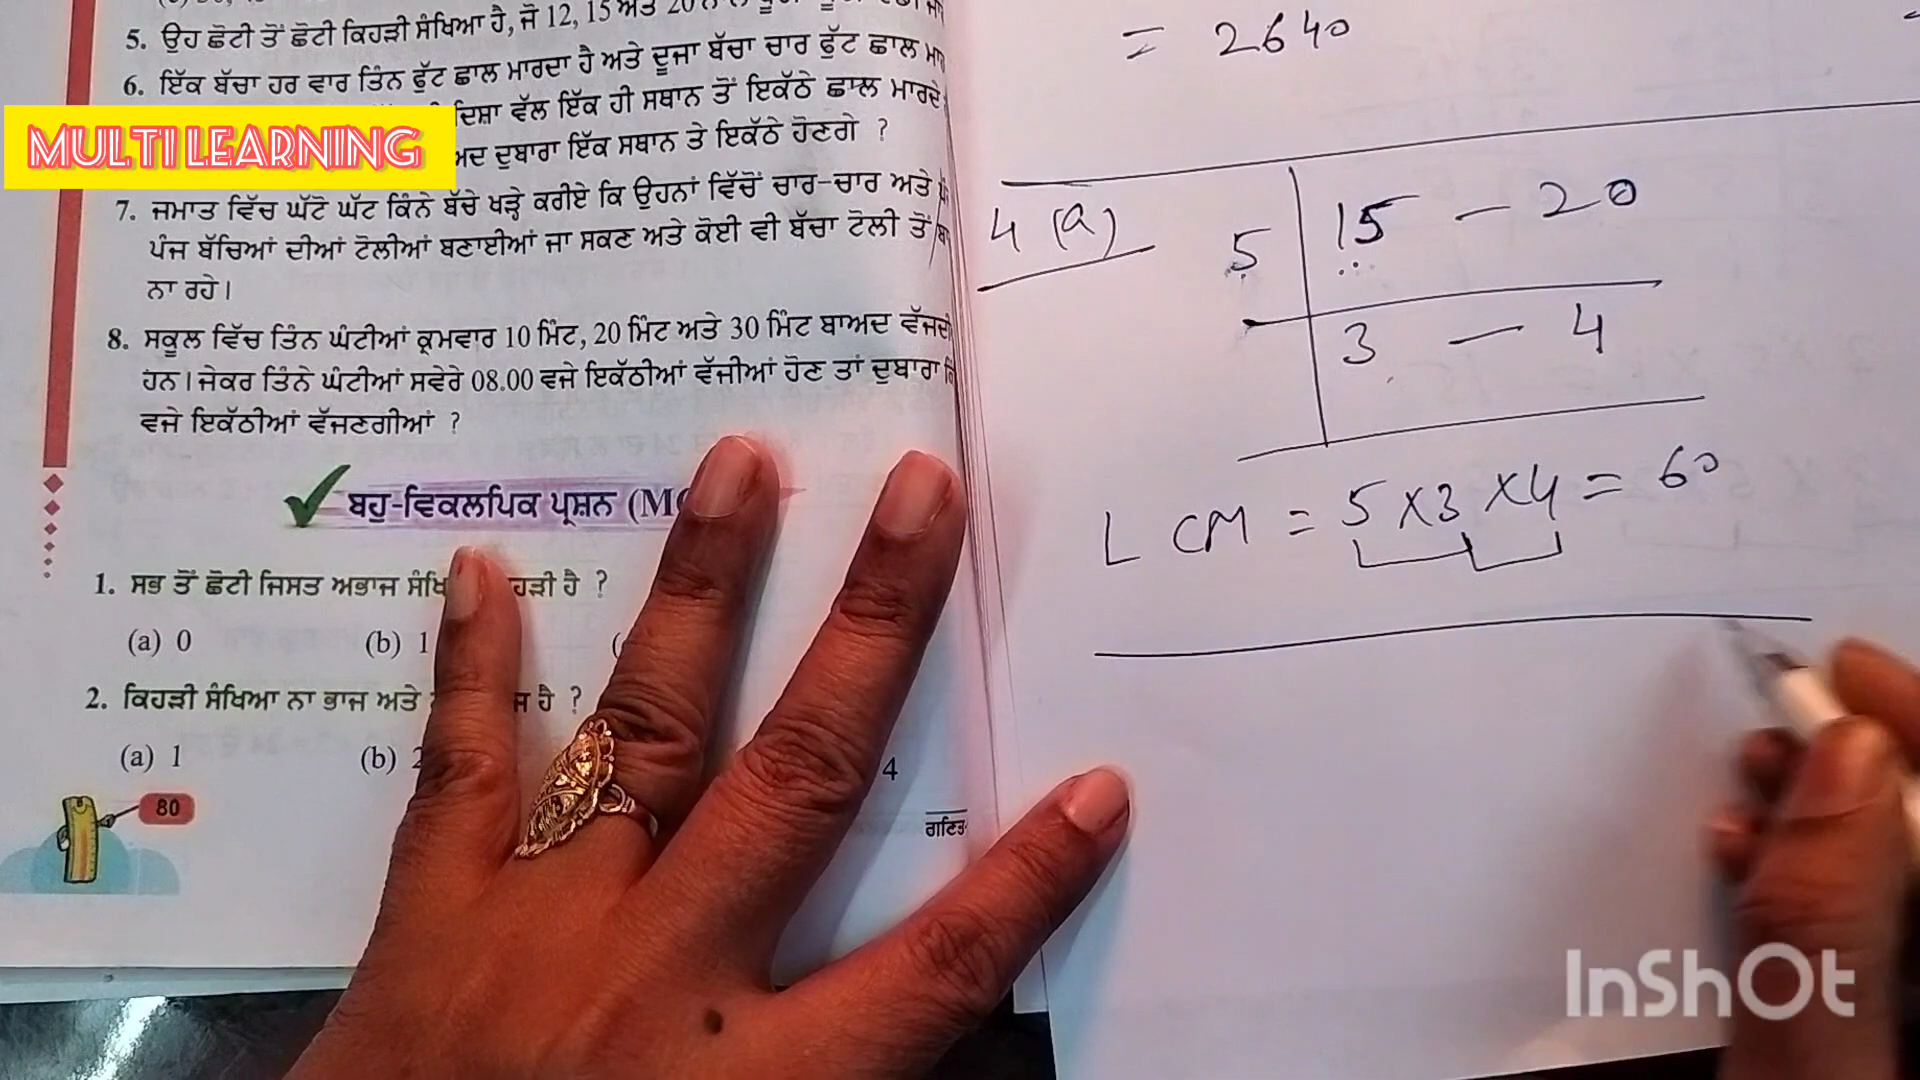 5. ਉਹ ਛੋਟੀ ਤੋਂ ਛੋਟੀ ਕਿਹੜੀ ਸੰਖਿਆ ਹੈ, ਜੋ 12, 15 ਅਤੇ 20
6. ਇੱਕ ਬੱਚਾ ਹਰ ਵਾਰ ਤਿੰਨ ਫੁੱਟ ਛਾਲ ਮਾਰਦਾ ਹੈ ਅਤੇ ਦੂਜਾ ਬੱਚਾ ਚਾਰ ਫੁੱਟ ਛਾਲ
ਦਿਸ਼ਾ ਵੱਲ ਇੱਕ ਹੀ ਸਥਾਨ ਤੋਂ ਇਕੱਠੇ ਛਾਲ ਮਾਰਦੇ
ਦੁਬਾਰਾ ਇੱਕ ਸਥਾਨ ਤੇ ਇਕੱਠੇ ਹੋਣਗੇ ?
MULTI LEARNING
7. ਜਮਾਤ ਵਿੱਚ ਘੱਟੋ ਘੱਟ ਕਿੰਨੇ ਬੱਚੇ ਖੜ੍ਹੇ ਕਰੀਏ ਕਿ ਉਹਨਾਂ ਵਿੱਚੋਂ ਚਾਰ-ਚਾਰ ਅਤੇ
ਪੰਜ ਬੱਚਿਆਂ ਦੀਆਂ ਟੋਲੀਆਂ ਬਣਾਈਆਂ ਜਾ ਸਕਣ ਅਤੇ ਕੋਈ ਵੀ ਬੱਚਾ ਟੋਲੀ ਤੋਂ
ਨਾ ਰਹੇ।
8. ਸਕੂਲ ਵਿੱਚ ਤਿੰਨ ਘੰਟੀਆਂ ਕ੍ਰਮਵਾਰ 10 ਮਿੰਟ, 20 ਮਿੰਟ ਅਤੇ 30 ਮਿੰਟ ਬਾਅਦ ਵੱਜਦੀ
ਹਨ। ਜੇਕਰ ਤਿੰਨੇ ਘੰਟੀਆਂ ਸਵੇਰੇ 08.00 ਵਜੇ ਇਕੱਠੀਆਂ ਵੱਜੀਆਂ ਹੋਣ ਤਾਂ ਦੁਬਾਰਾ
ਵਜੇ ਇਕੱਠੀਆਂ ਵੱਜਣਗੀਆਂ ?
ਬਹੁ-ਵਿਕਲਪਿਕ ਪ੍ਰਸ਼ਨ (M
1. ਸਭ ਤੋਂ ਛੋਟੀ ਜਿਸਤ ਅਭਾਜ ਹੈ ?
(a) 0 (b) 1
2. ਕਿਹੜੀ ਸੰਖਿਆ ਨਾ ਭਾਜ ਅਤੇ ਹੈ ?
(a) 1 (b) 2 4
80
ਗਣਿਤ
= 2640
4 (a)
5 15 - 20
3 - 4
LCM = 5 x 3 x 4 = 60
InShOt